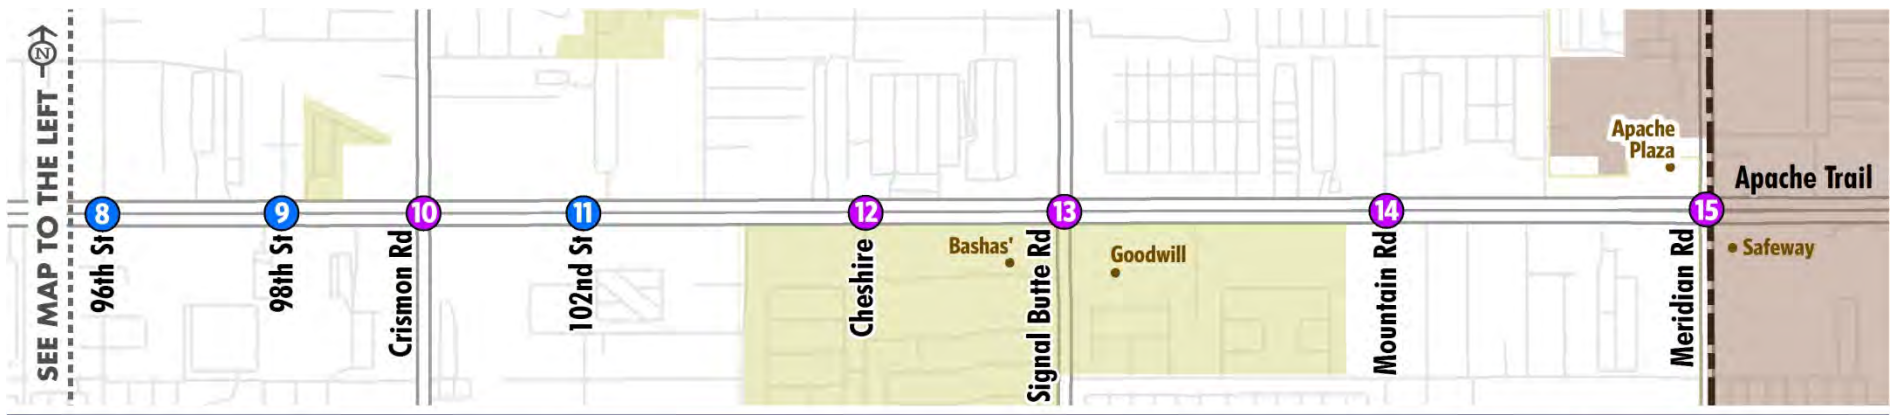 SEE MAP TO THE LEFT
N
Apache
Plaza
Apache Trail
8
9
10
11
12
13
14
15
96th St
98th St
Crismon Rd
102nd St
Cheshire
Bashas'
Signal Butte Rd
Goodwill
Mountain Rd
Meridian Rd
Safeway